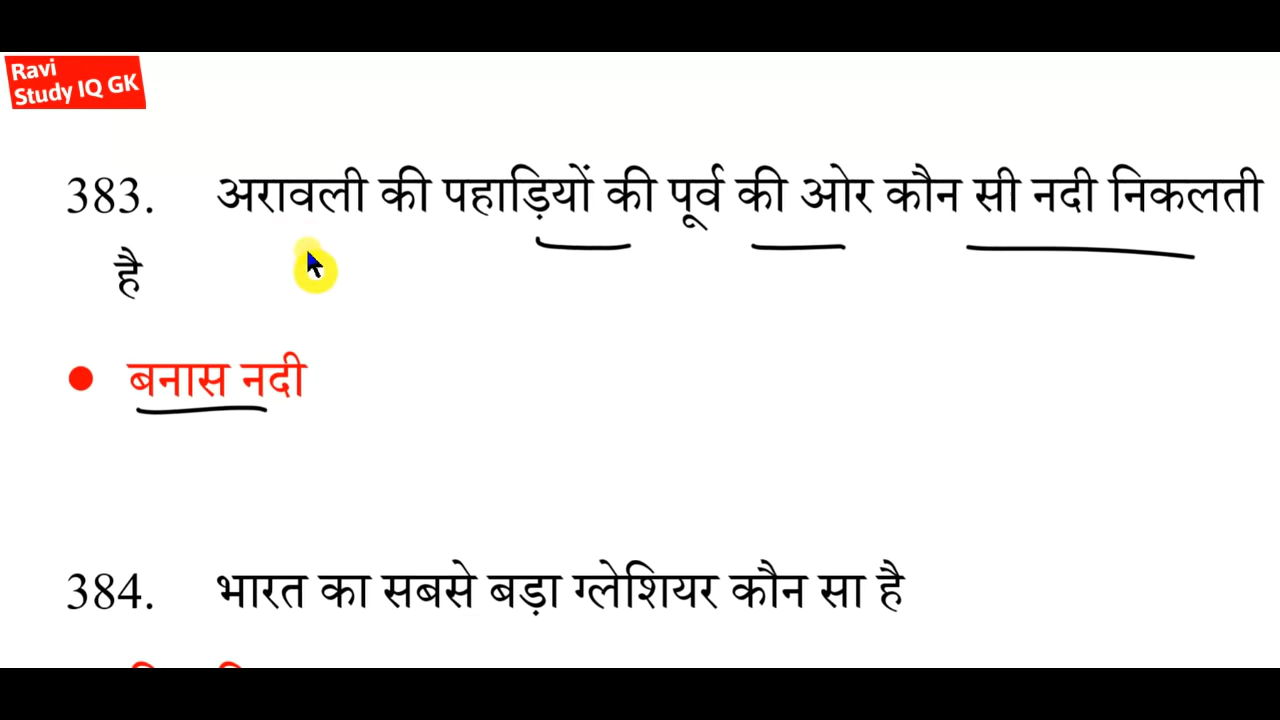 Ravi
Study IQ GK
383. अरावली की पहाड़ियों की पूर्व की ओर कौन सी नदी निकलती
है
• बनास नदी
384. भारत का सबसे बड़ा ग्लेशियर कौन सा है